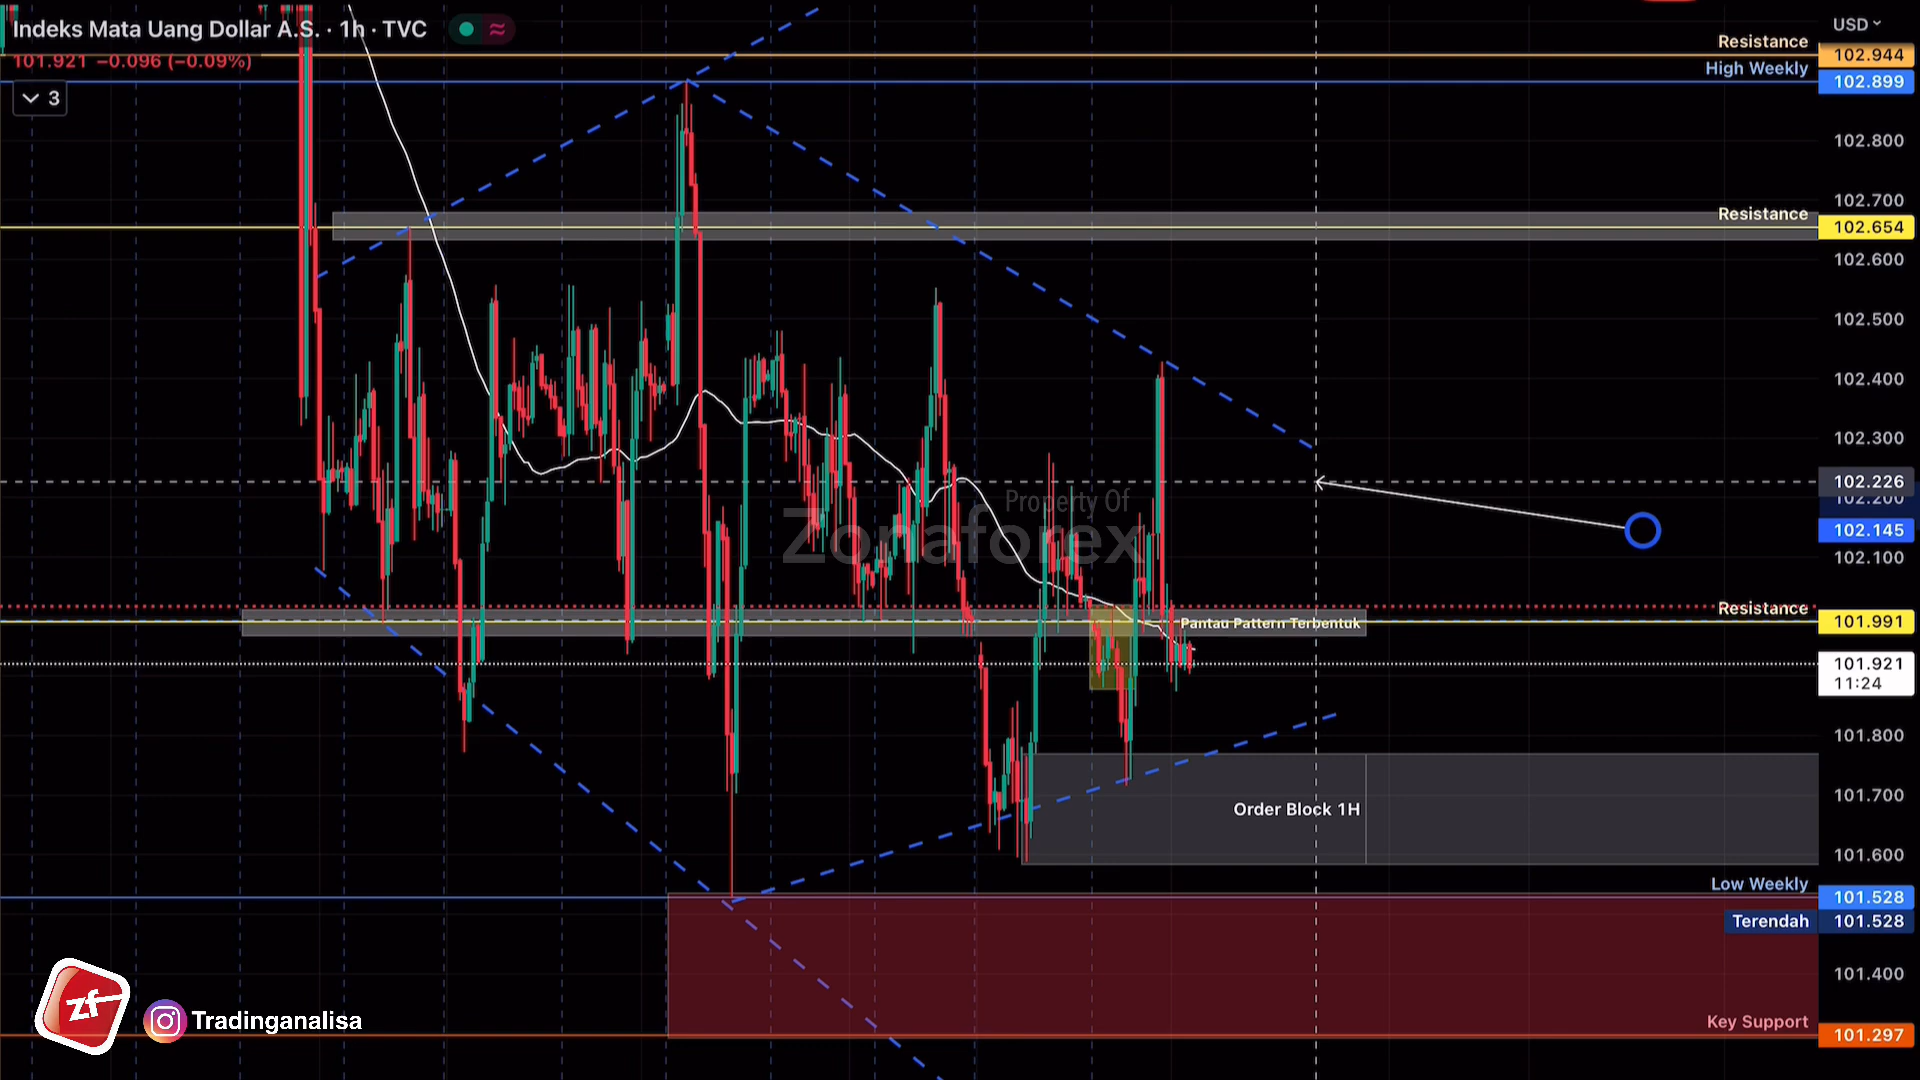 Indeks Mata Uang Dollar A.S. · 1h · TVC
USD
101.921 −0.096 (−0.09%)
3
Resistance 102.944
High Weekly 102.899
102.800
102.700
Resistance 102.654
102.600
102.500
102.400
102.300
102.226
102.200
102.145
102.100
Property Of
Zonaforex
Resistance 101.991
Pantau Pattern Terbentuk
101.921
11:24
101.800
101.700
Order Block 1H
101.600
Low Weekly 101.528
Terendah 101.528
101.400
Key Support 101.297
zf
Tradinganalisa